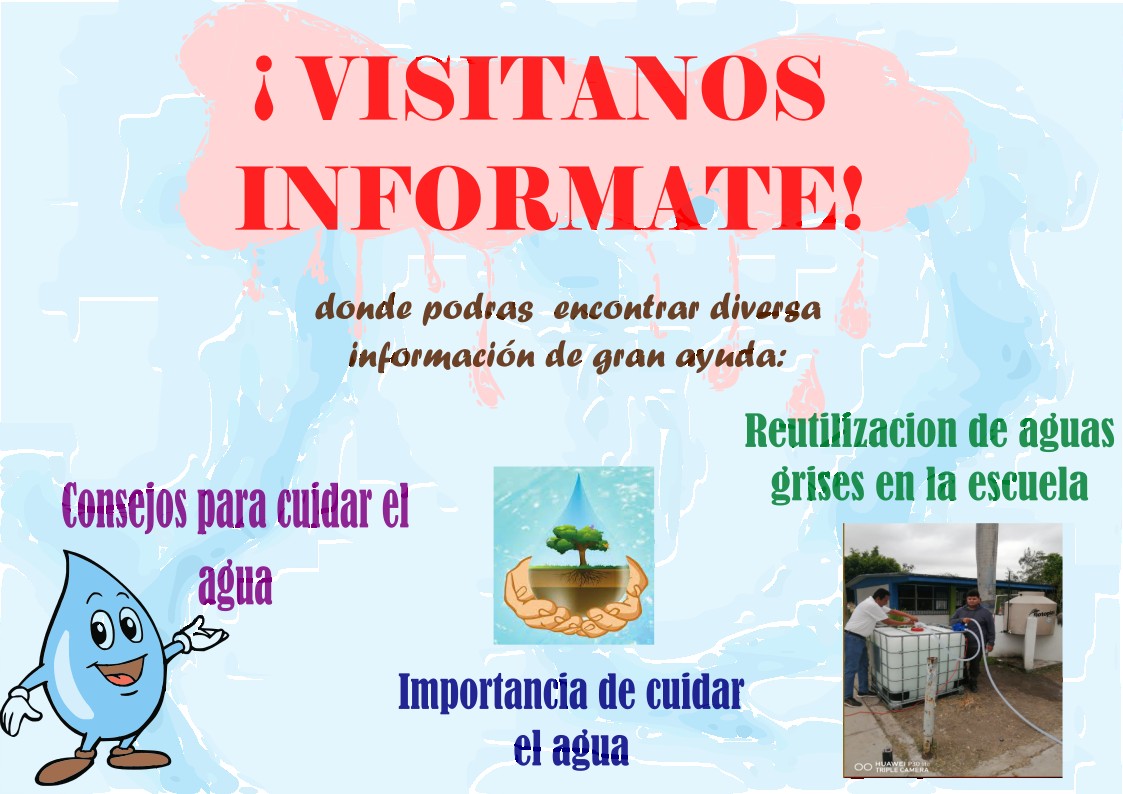 ¡ VISITANOS
INFORMATE!
donde podras encontrar diversa
información de gran ayuda:
Reutilizacion de aguas
grises en la escuela
Consejos para cuidar el
agua
Importancia de cuidar
el agua
HUAWEI P30 lite
TRIPLE CAMERA